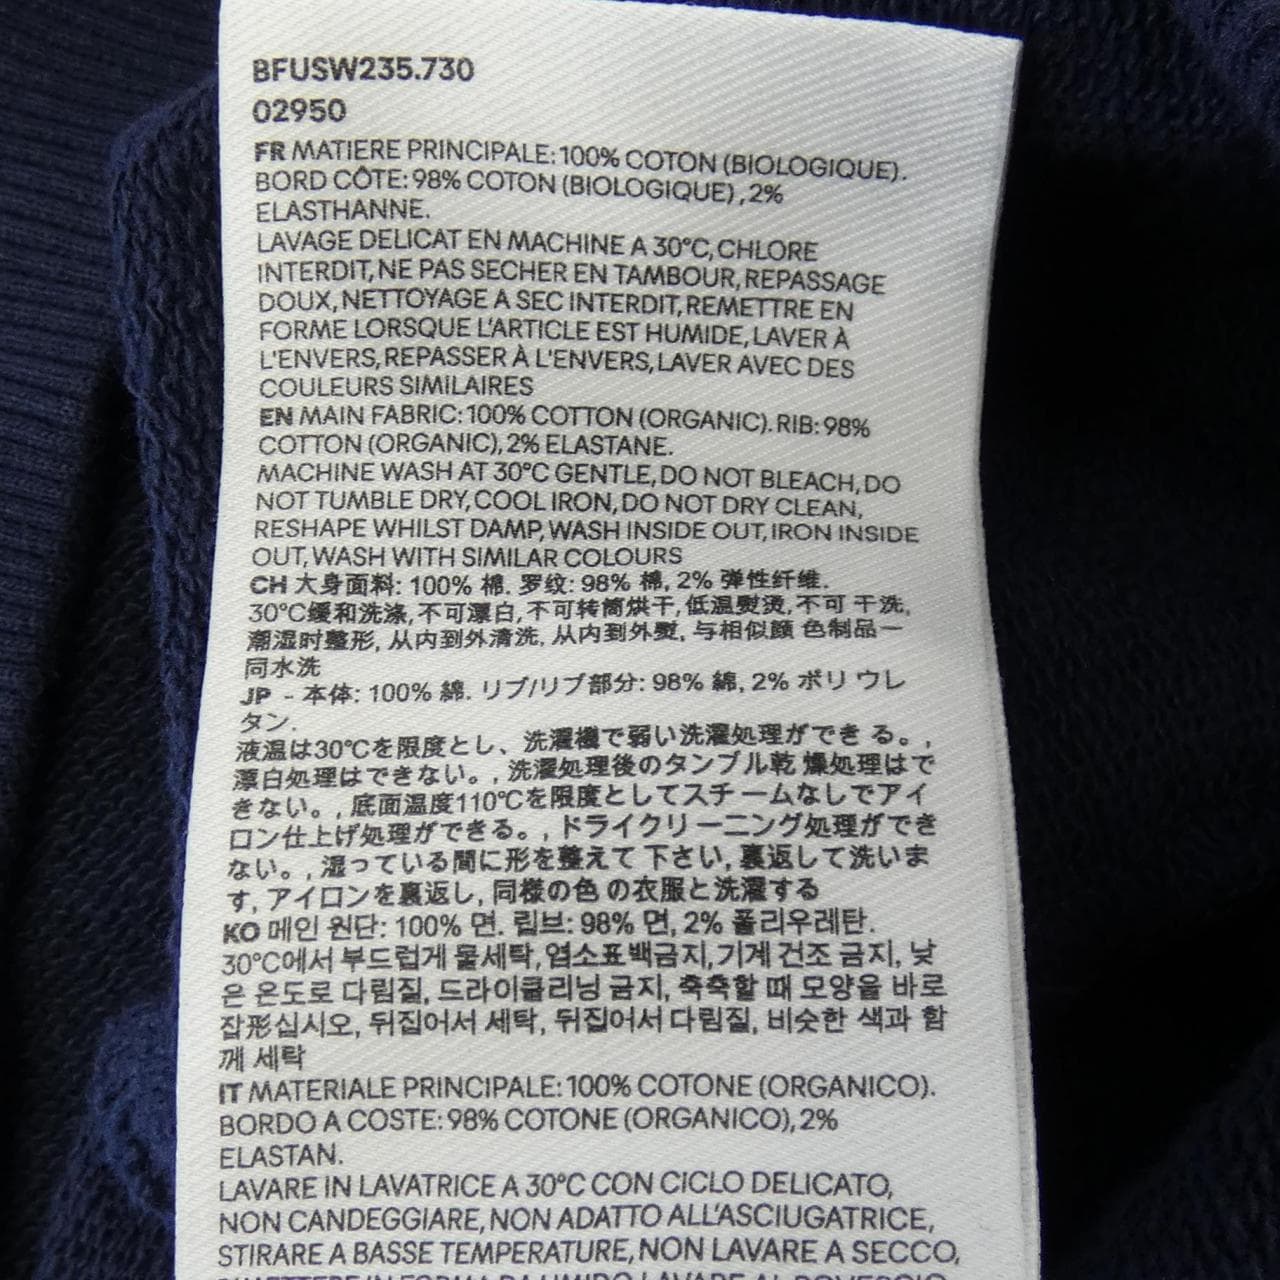 BFUSW235.730
02950
FR MATIERE PRINCIPALE: 100% COTON (BIOLOGIQUE).
BORD CÔTE: 98% COTON (BIOLOGIQUE), 2%
ELASTHANNE.
LAVAGE DELICAT EN MACHINE A 30°C, CHLORE
INTERDIT, NE PAS SECHER EN TAMBOUR, REPASSAGE
DOUX, NETTOYAGE A SEC INTERDIT, REMETTRE EN
FORME LORSQUE L'ARTICLE EST HUMIDE, LAVER À
L'ENVERS, REPASSER À L'ENVERS, LAVER AVEC DES
COULEURS SIMILAIRES
EN MAIN FABRIC: 100% COTTON (ORGANIC). RIB: 98%
COTTON (ORGANIC), 2% ELASTANE.
MACHINE WASH AT 30°C GENTLE, DO NOT BLEACH, DO
NOT TUMBLE DRY, COOL IRON, DO NOT DRY CLEAN,
RESHAPE WHILST DAMP, WASH INSIDE OUT, IRON INSIDE
OUT, WASH WITH SIMILAR COLOURS
CH 大身面料: 100% 棉. 罗纹: 98% 棉, 2% 弹性纤维.
30°C缓和洗涤, 不可漂白, 不可转筒烘干, 低温熨烫, 不可 干洗,
潮湿时整形, 从内到外清洗, 从内到外熨, 与相似颜 色制品一
同水洗
JP - 本体: 100% 綿. リブ/リブ部分: 98% 綿, 2% ポリ ウレ
タン.
液温は30℃を限度とし、洗濯機で弱い洗濯処理ができ る。,
漂白処理はできない。, 洗濯処理後のタンブル乾 燥処理はで
きない。, 底面温度110℃を限度としてスチームなしでアイ
ロン仕上げ処理ができる。, ドライクリーニング処理ができ
ない。, 湿っている間に形を整えて 下さい, 裏返して洗いま
す, アイロンを裏返し, 同様の色 の衣服と洗濯する
KO 메인 원단: 100% 면. 립브: 98% 면, 2% 폴리우레탄.
30°C에서 부드럽게 물세탁, 염소표백금지, 기계 건조 금지, 낮
은 온도로 다림질, 드라이클리닝 금지, 축축할 때 모양을 바로
잡形십시오, 뒤집어서 세탁, 뒤집어서 다림질, 비슷한 색과 함
께 세탁
IT MATERIALE PRINCIPALE: 100% COTONE (ORGANICO).
BORDO A COSTE: 98% COTONE (ORGANICO), 2%
ELASTAN.
LAVARE IN LAVATRICE A 30°C CON CICLO DELICATO,
NON CANDEGGIARE, NON ADATTO ALL'ASCIUGATRICE,
STIRARE A BASSE TEMPERATURE, NON LAVARE A SECCO,